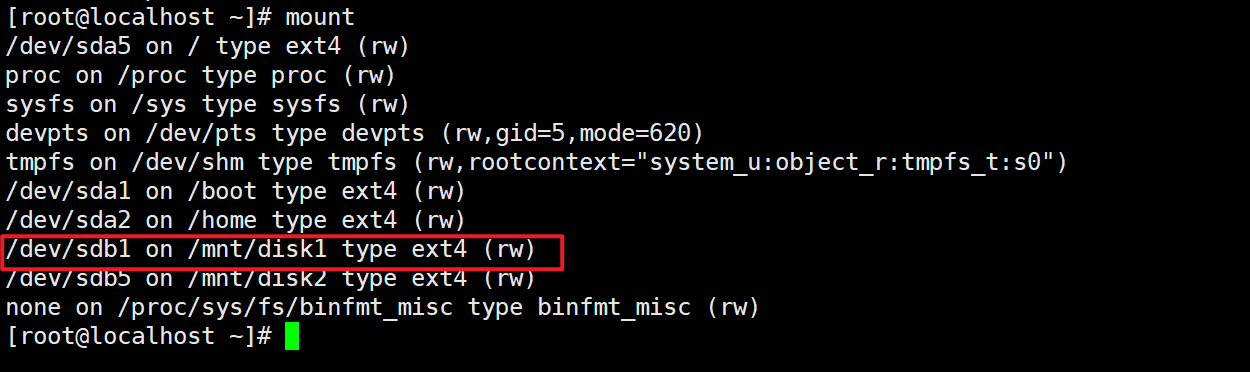 [root@localhost ~]# mount
/dev/sda5 on / type ext4 (rw)
proc on /proc type proc (rw)
sysfs on /sys type sysfs (rw)
devpts on /dev/pts type devpts (rw,gid=5,mode=620)
tmpfs on /dev/shm type tmpfs (rw,rootcontext="system_u:object_r:tmpfs_t:s0")
/dev/sda1 on /boot type ext4 (rw)
/dev/sda2 on /home type ext4 (rw)
/dev/sdb1 on /mnt/disk1 type ext4 (rw)
/dev/sdb5 on /mnt/disk2 type ext4 (rw)
none on /proc/sys/fs/binfmt_misc type binfmt_misc (rw)
[root@localhost ~]#